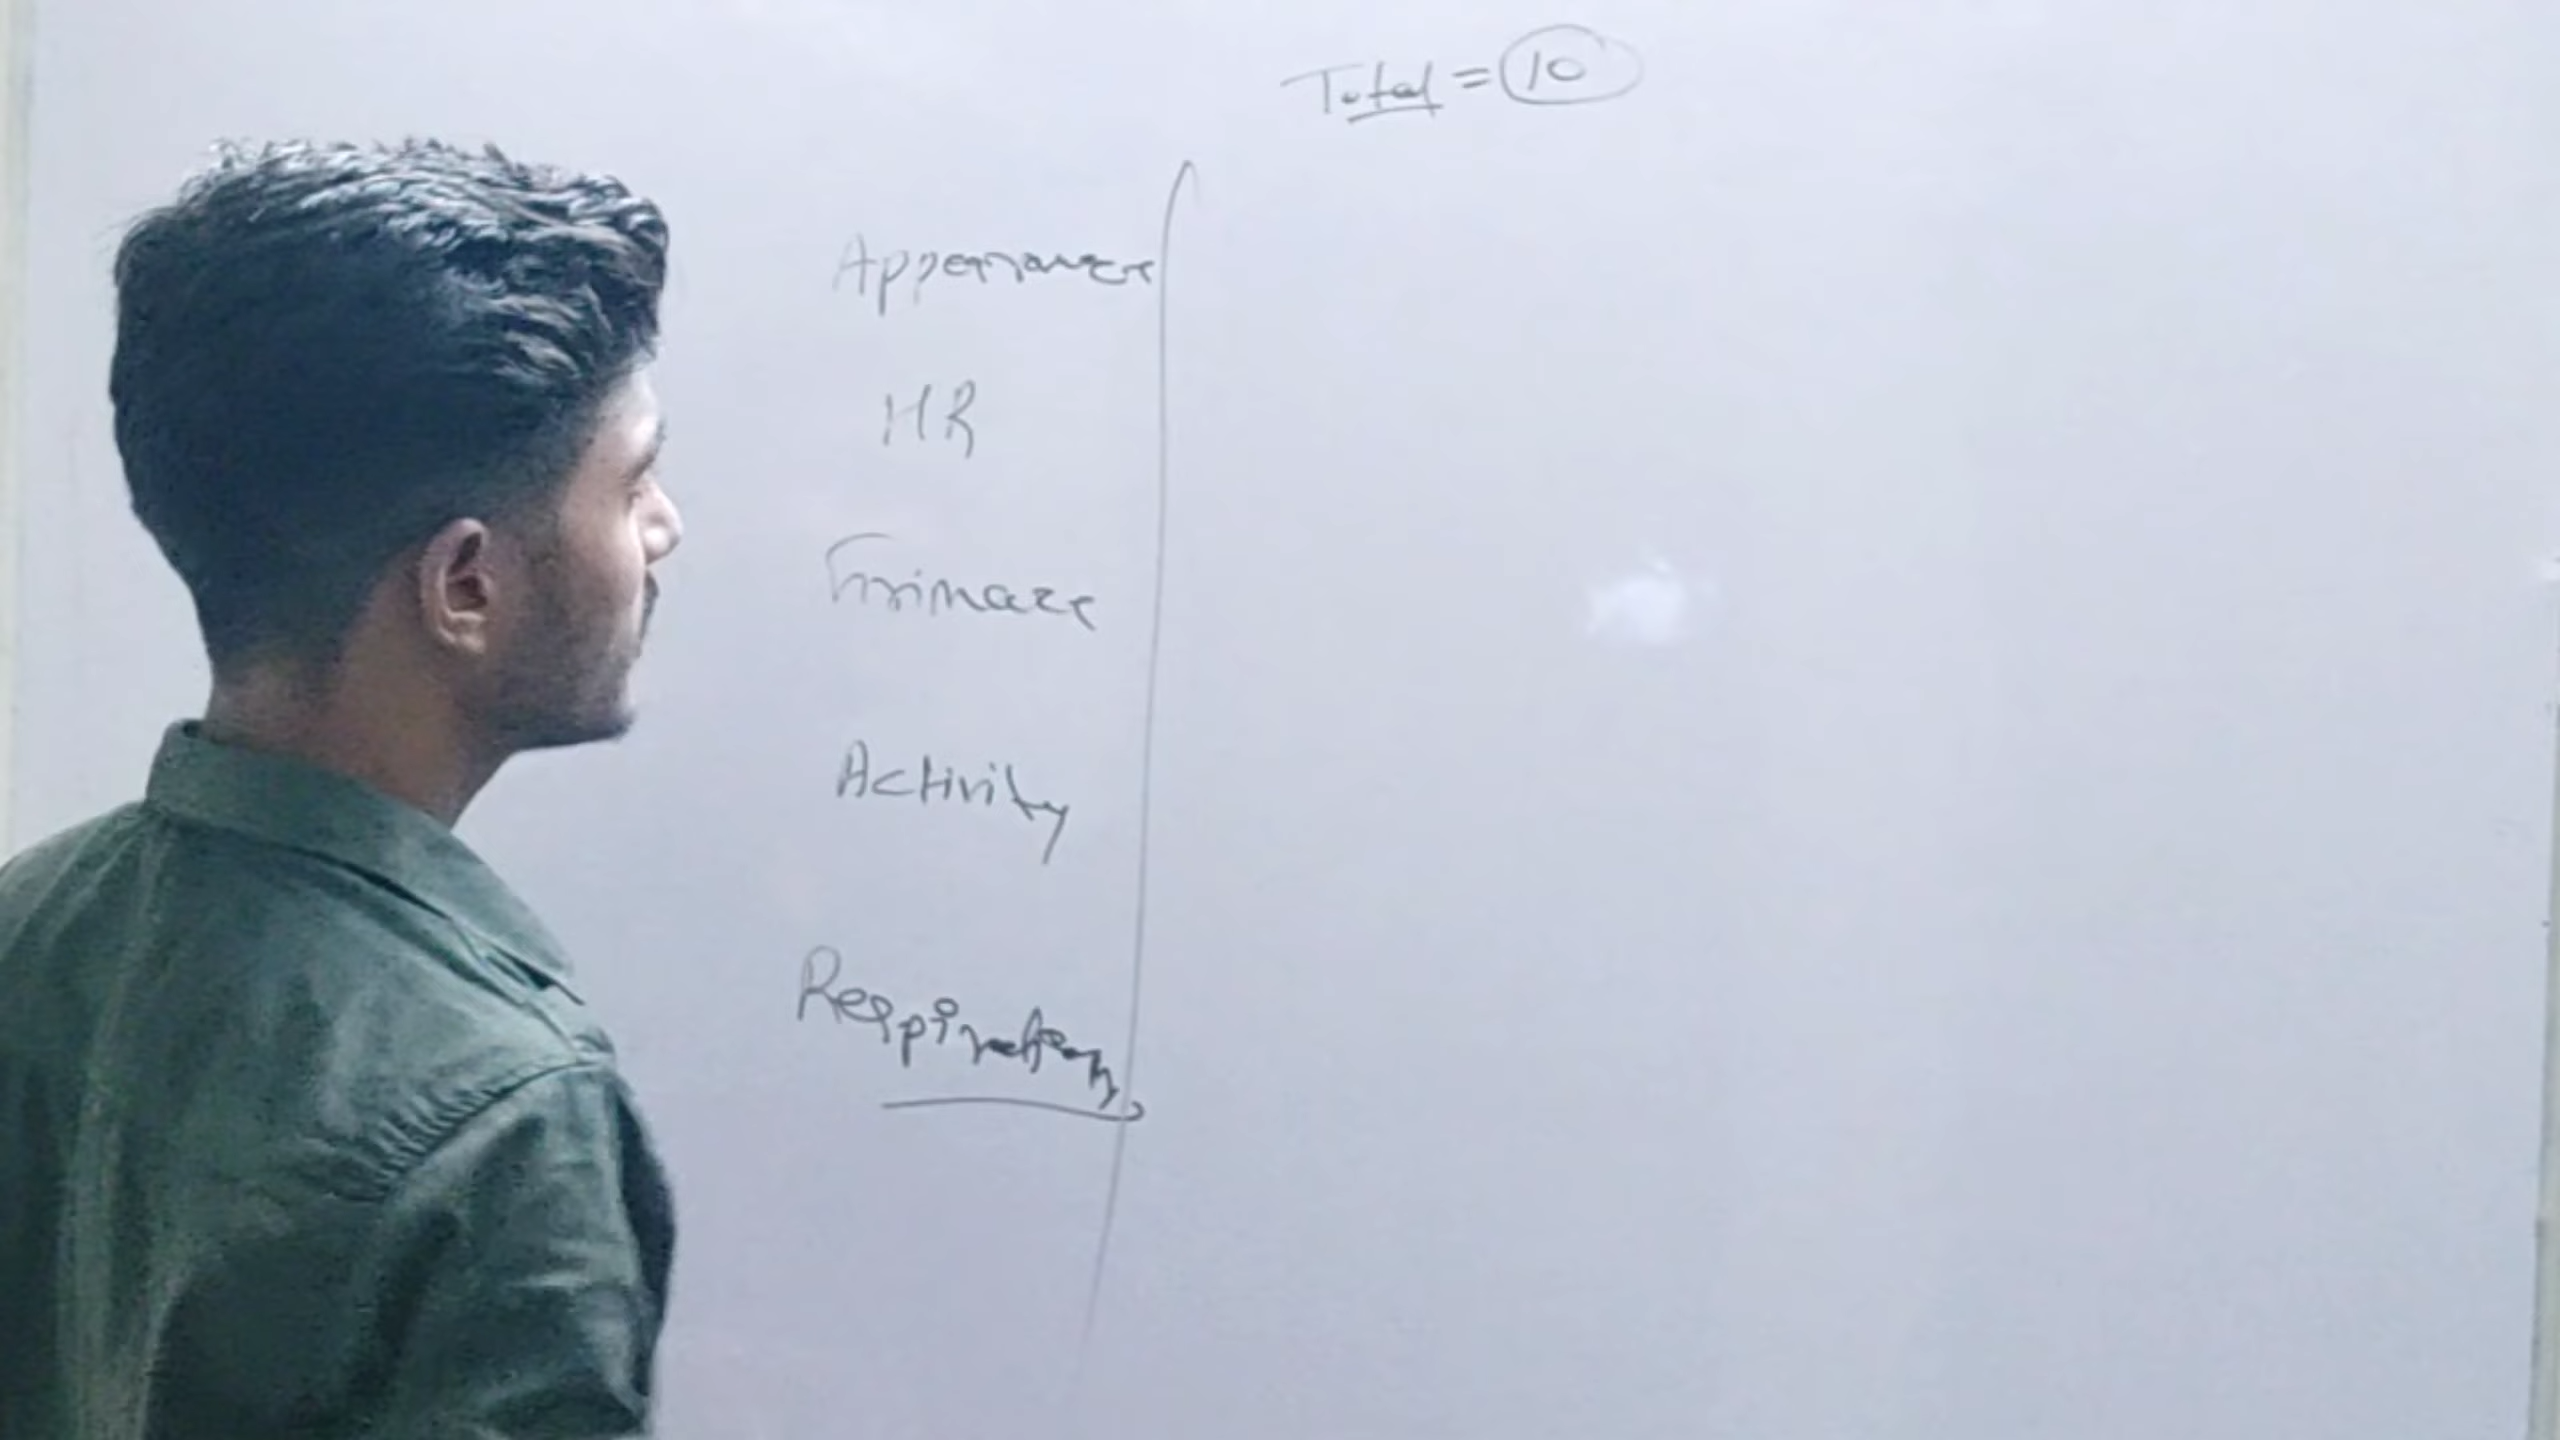 Total = 10
Appearance
HR
Grimace
Activity
Respiration